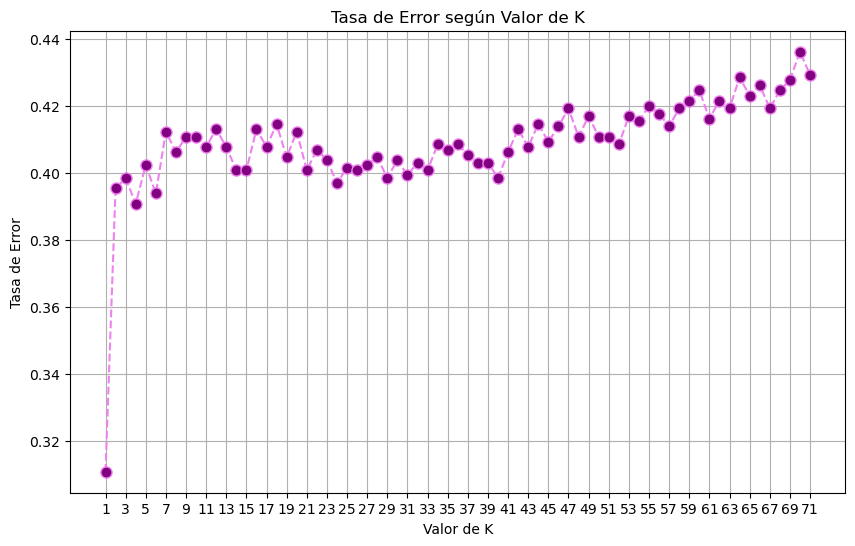 Tasa de Error según Valor de K
0.44
0.42
0.40
0.38
0.36
0.34
0.32
Tasa de Error
1 3 5 7 9 11 13 15 17 19 21 23 25 27 29 31 33 35 37 39 41 43 45 47 49 51 53 55 57 59 61 63 65 67 69 71
Valor de K